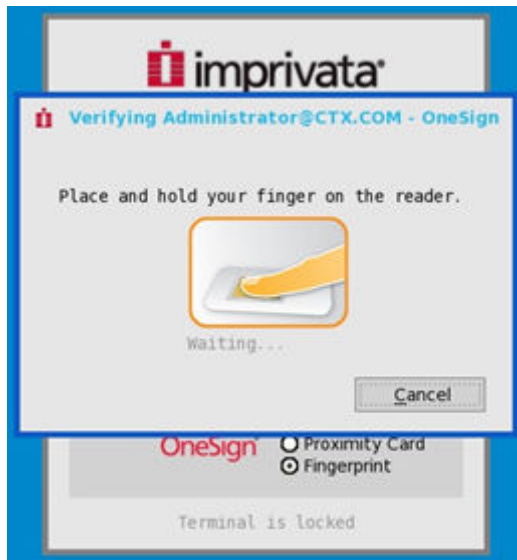 imprivata
Verifying Administrator@CTX.COM - OneSign
Place and hold your finger on the reader.
Waiting...
Cancel
OneSign
Proximity Card
Fingerprint
Terminal is locked